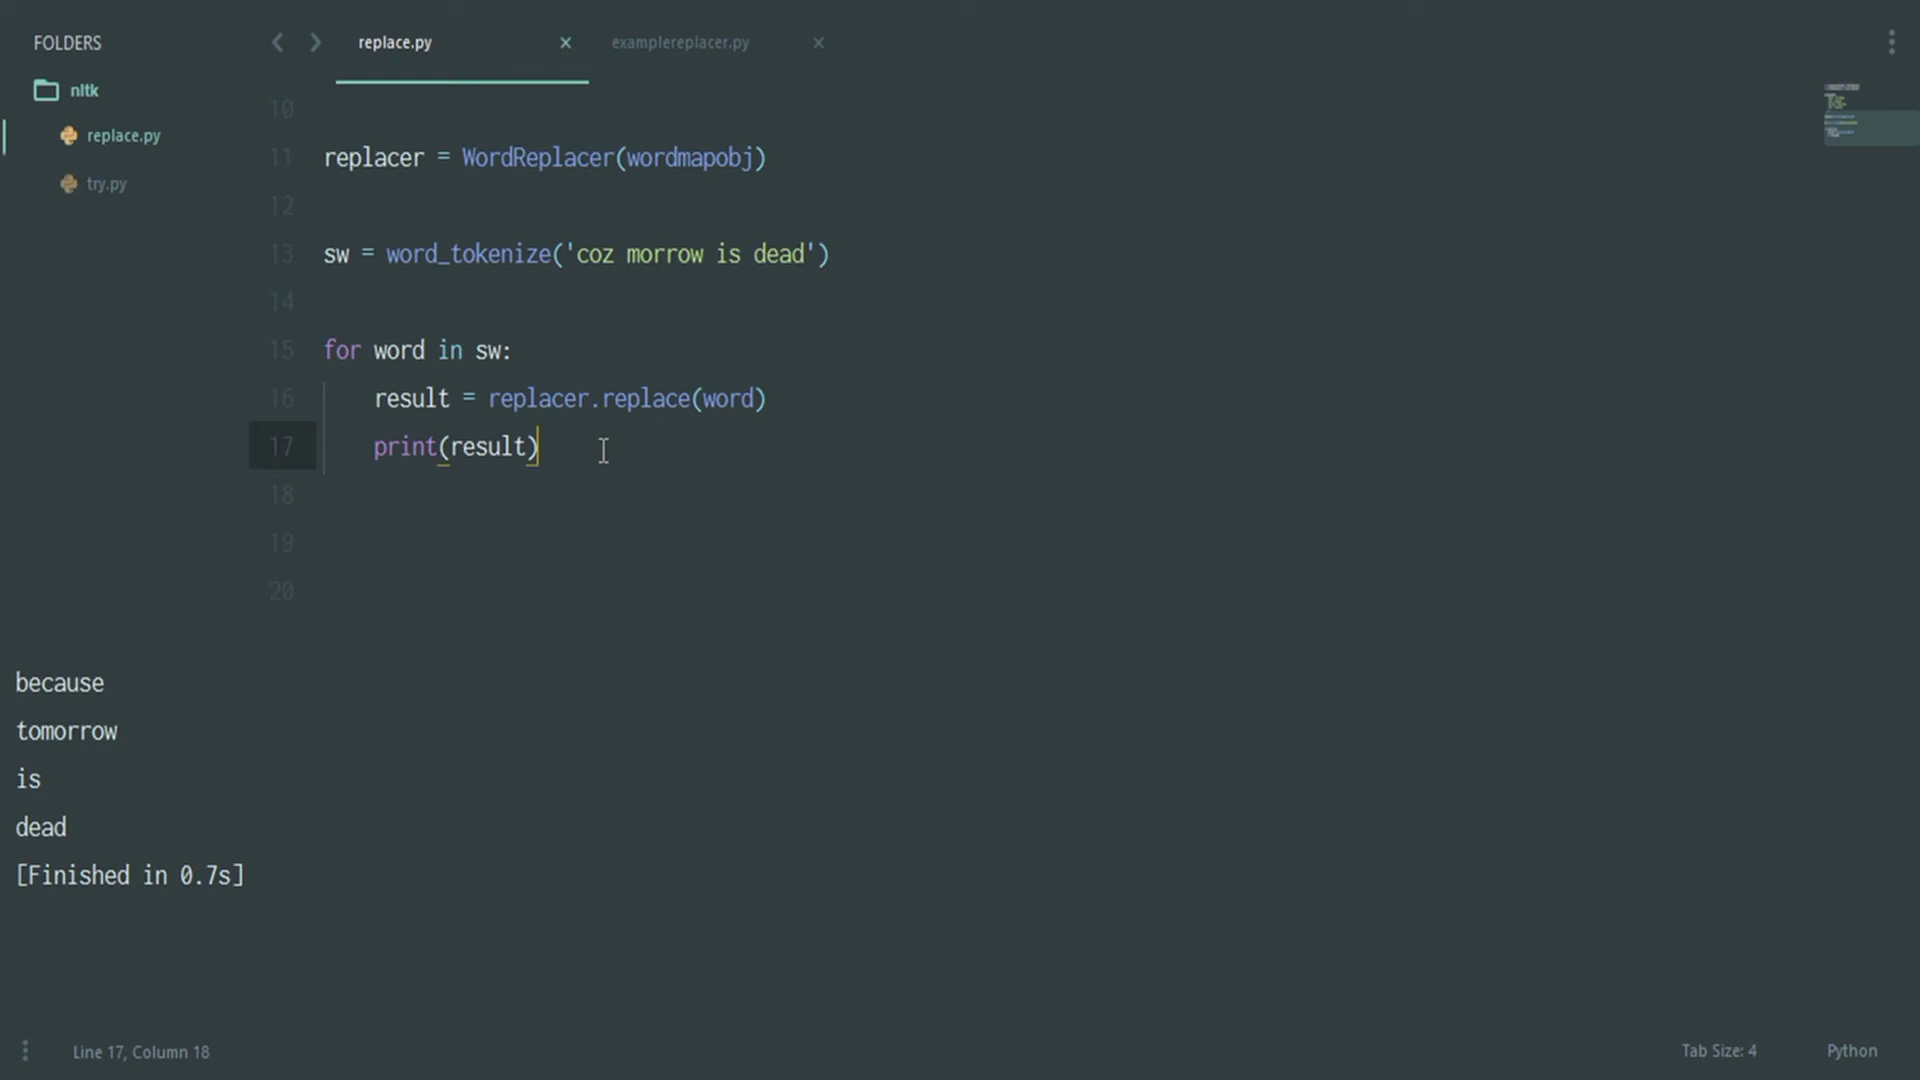 FOLDERS
nltk
replace.py
try.py
replace.py × examplereplacer.py ×
10
11 replacer = WordReplacer(wordmapobj)
12
13 sw = word_tokenize('coz morrow is dead')
14
15 for word in sw:
16 result = replacer.replace(word)
17 print(result)
18
19
20
because
tomorrow
is
dead
[Finished in 0.7s]
Line 17, Column 18
Tab Size: 4
Python